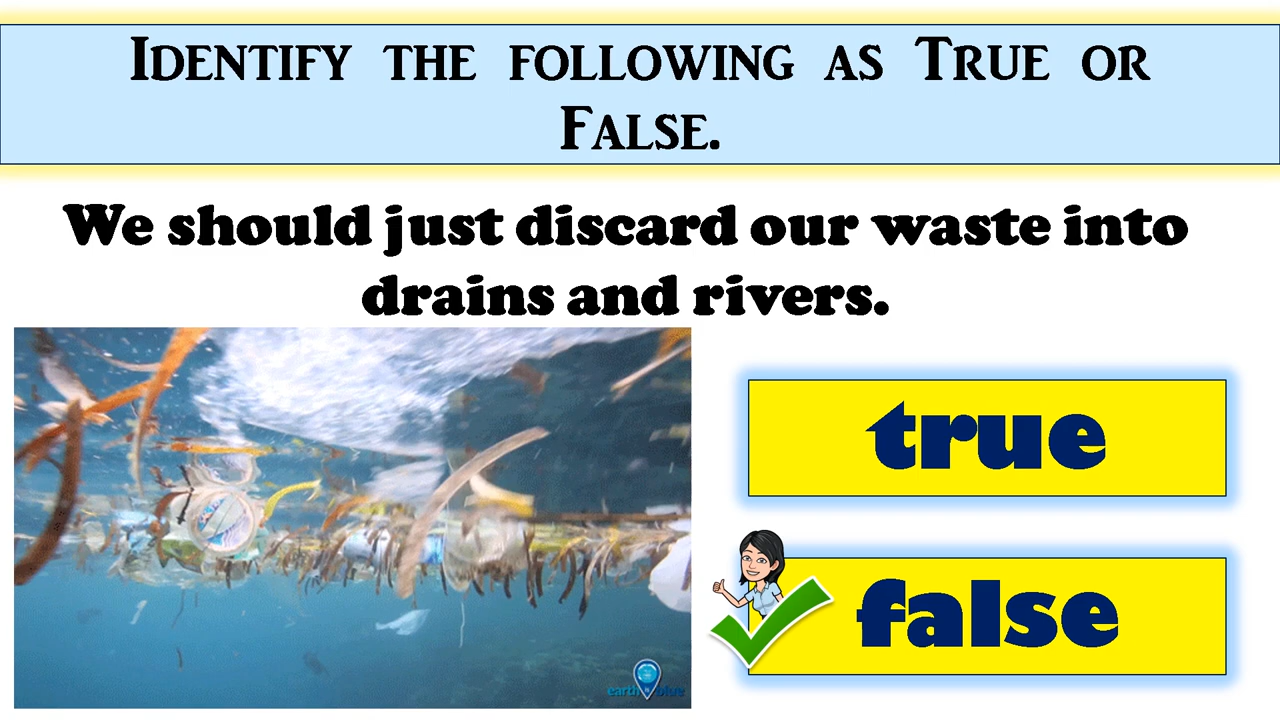 Identify the following as True or
False.
We should just discard our waste into
drains and rivers.
true
false
earth blue